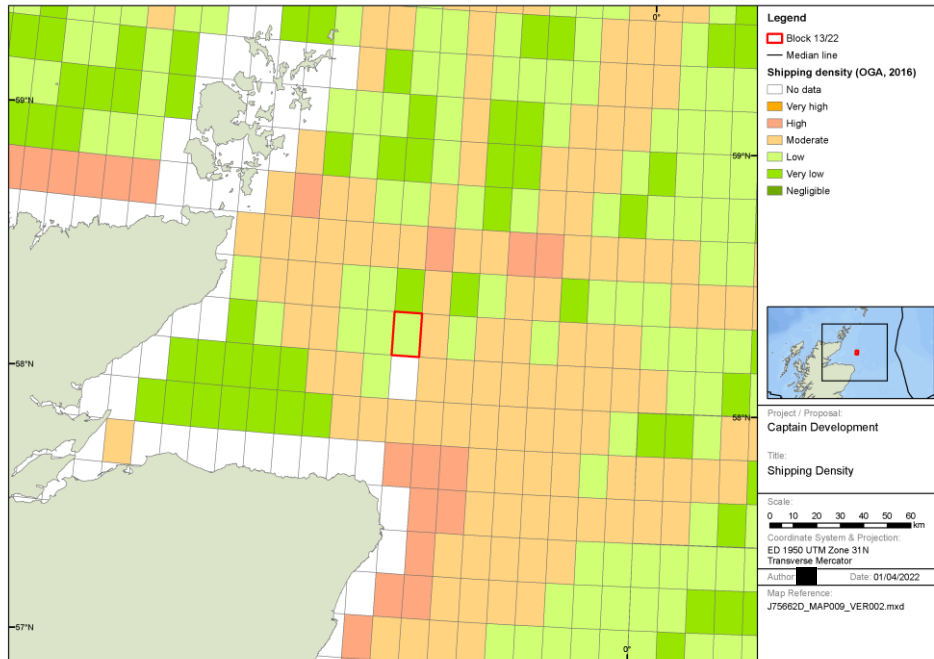 0°
59°N
59°N
58°N
58°N
57°N
0°
Legend
Block 13/22
Median line
Shipping density (OGA, 2016)
No data
Very high
High
Moderate
Low
Very low
Negligible
Project / Proposal:
Captain Development
Title:
Shipping Density
Scale:
0 10 20 30 40 50 60
km
Coordinate System & Projection:
ED 1950 UTM Zone 31N
Transverse Mercator
Author: Date: 01/04/2022
Map Reference:
J75662D_MAP009_VER002.mxd